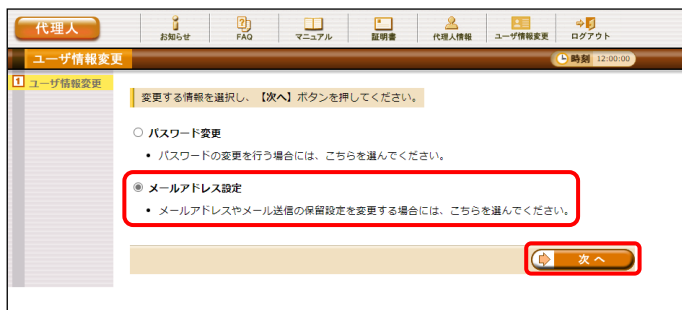 代理人
お知らせ
FAQ
マニュアル
証明書
代理人情報
ユーザ情報変更
ログアウト
ユーザ情報変更
時刻 12:00:00
1 ユーザ情報変更
変更する情報を選択し、【次へ】ボタンを押してください。
パスワード変更
• パスワードの変更を行う場合には、こちらを選んでください。
メールアドレス設定
• メールアドレスやメール送信の保留設定を変更する場合には、こちらを選んでください。
次へ